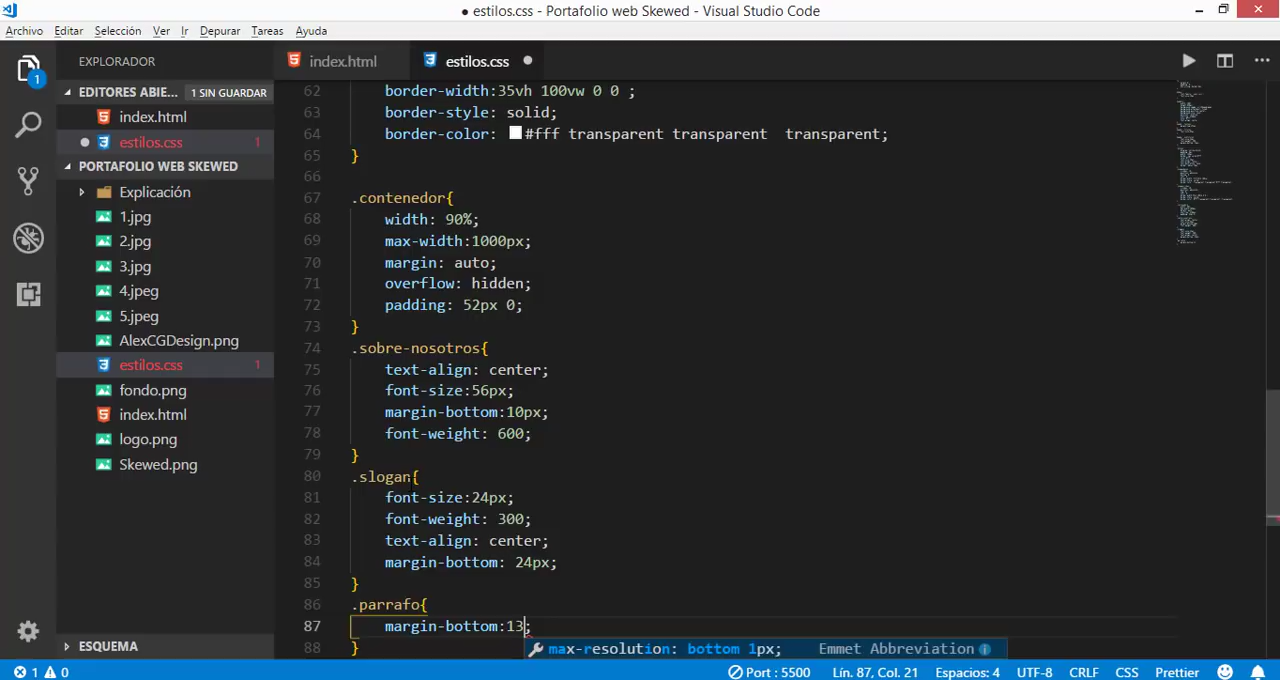 ● estilos.css - Portafolio web Skewed - Visual Studio Code
Archivo Editar Selección Ver Ir Depurar Tareas Ayuda
EXPLORADOR
index.html
estilos.css ●
EDITORES ABIE... 1 SIN GUARDAR
index.html
estilos.css 1
PORTAFOLIO WEB SKEWED
Explicación
1.jpg
2.jpg
3.jpg
4.jpeg
5.jpeg
AlexCGDesign.png
estilos.css 1
fondo.png
index.html
logo.png
Skewed.png
ESQUEMA
1
62 border-width:35vh 100vw 0 0 ;
63 border-style: solid;
64 border-color: #fff transparent transparent  transparent;
65 }
66
67 .contenedor{
68 width: 90%;
69 max-width:1000px;
70 margin: auto;
71 overflow: hidden;
72 padding: 52px 0;
73 }
74 .sobre-nosotros{
75 text-align: center;
76 font-size:56px;
77 margin-bottom:10px;
78 font-weight: 600;
79 }
80 .slogan{
81 font-size:24px;
82 font-weight: 300;
83 text-align: center;
84 margin-bottom: 24px;
85 }
86 .parrafo{
87 margin-bottom:13;
88 }
max-resolution: bottom 1px; Emmet Abbreviation
1 0
Port : 5500 Lín. 87, Col. 21 Espacios: 4 UTF-8 CRLF CSS Prettier